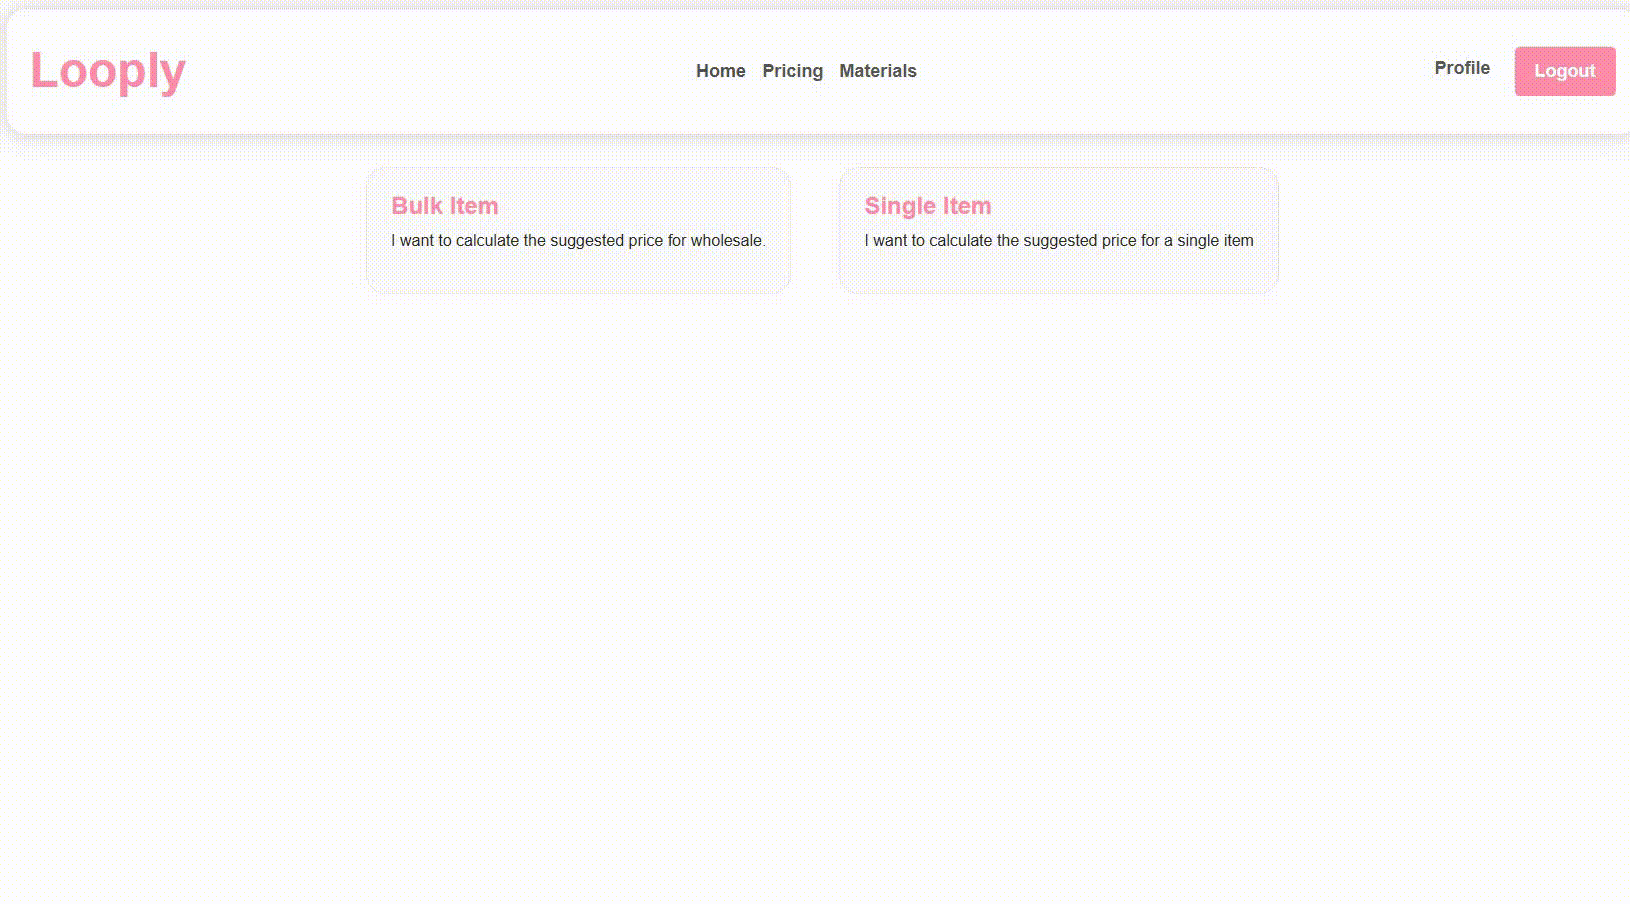 Looply
Home Pricing Materials
Profile Logout
Bulk Item
I want to calculate the suggested price for wholesale.
Single Item
I want to calculate the suggested price for a single item